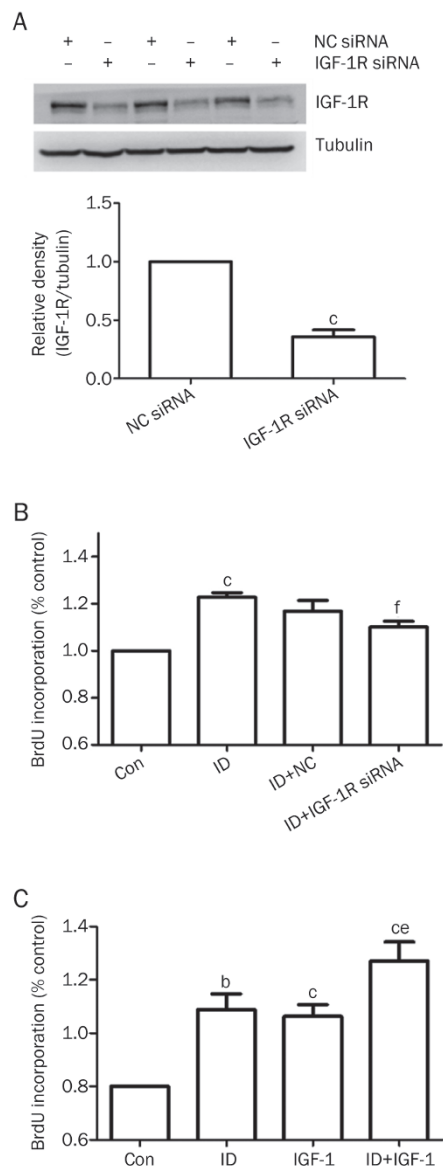 A
+ – + – + – NC siRNA
– + – + – + IGF-1R siRNA
IGF-1R
Tubulin
Relative density
(IGF-1R/tubulin)
1.5
1.0
0.5
0.0
c
NC siRNA
IGF-1R siRNA
B
BrdU incorporation (% control)
1.4
1.2
1.0
0.8
0.6
c
f
Con
ID
ID+NC
ID+IGF-1R siRNA
C
BrdU incorporation (% control)
1.4
1.2
1.0
0.8
0.6
b
c
ce
Con
ID
IGF-1
ID+IGF-1